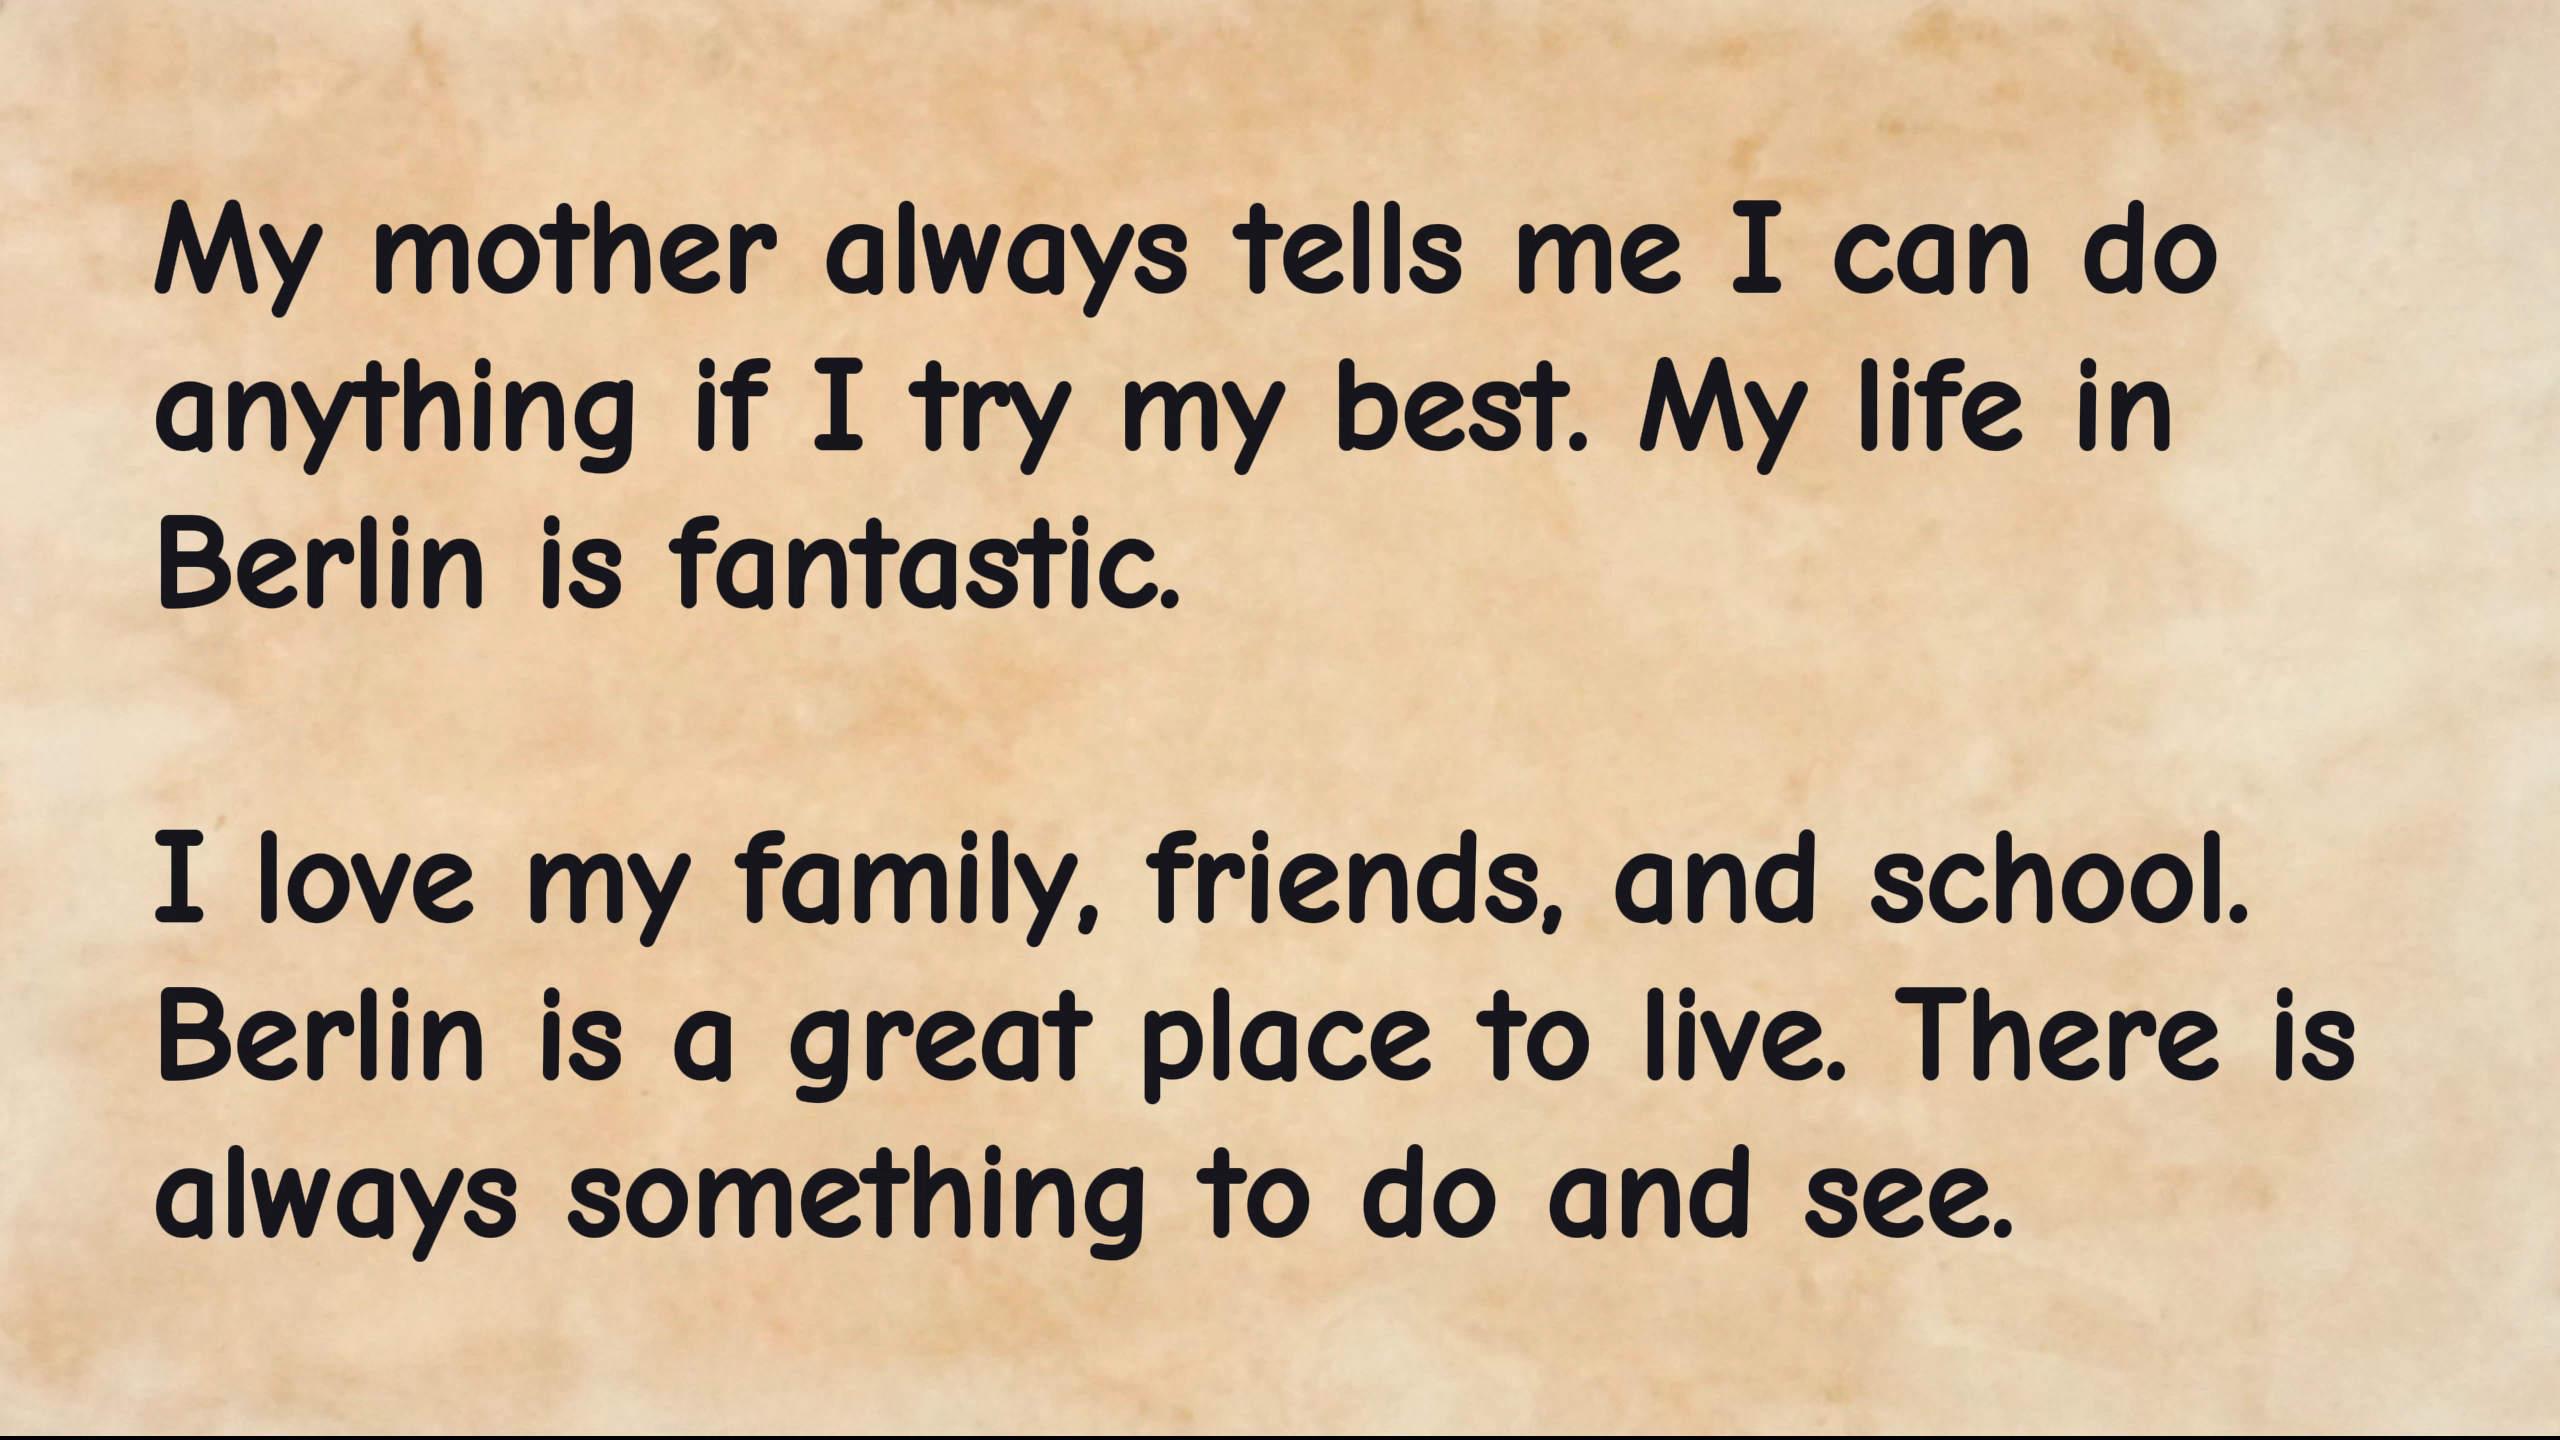 My mother always tells me I can do
anything if I try my best. My life in
Berlin is fantastic.
I love my family, friends, and school.
Berlin is a great place to live. There is
always something to do and see.